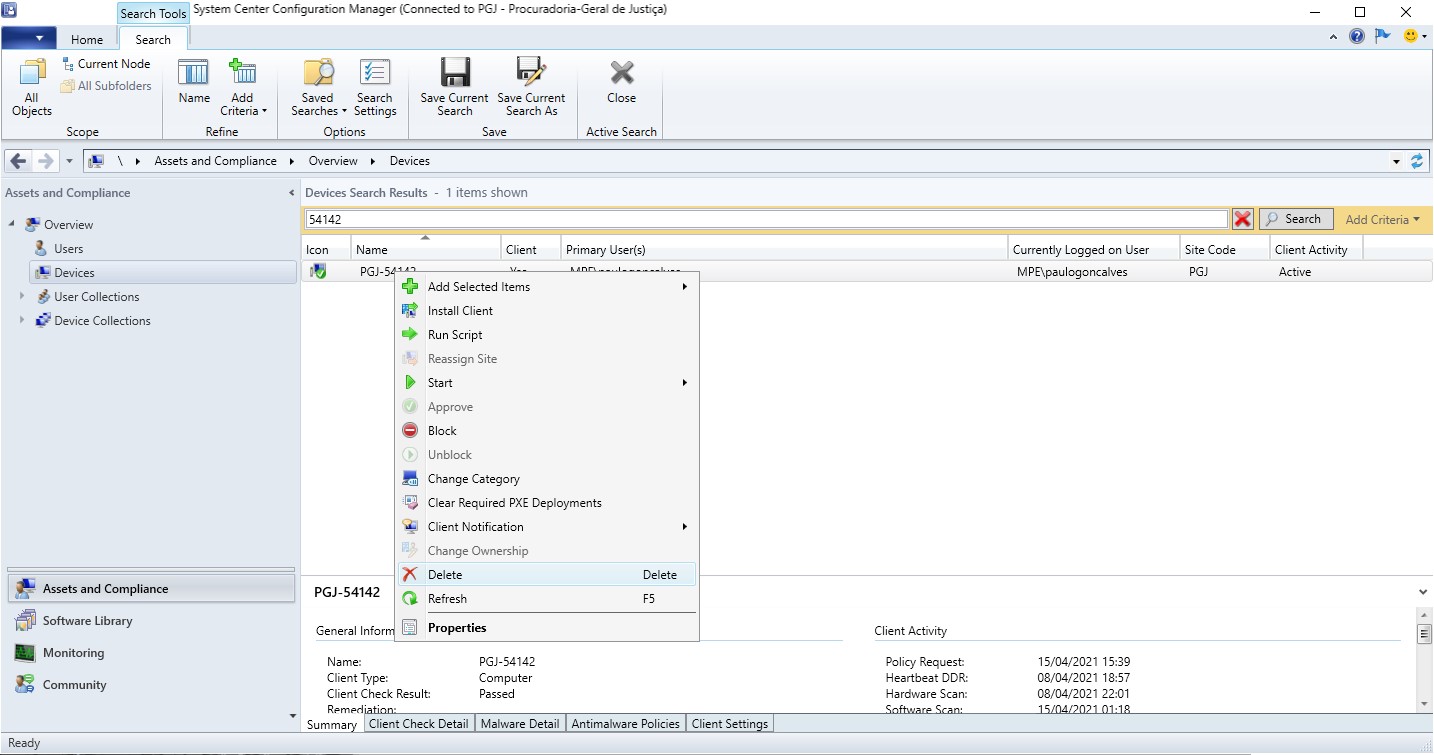 Search Tools
System Center Configuration Manager (Connected to PGJ - Procuradoria-Geral de Justiça)
Home
Search
All
Objects
Current Node
All Subfolders
Scope
Name
Add
Criteria
Refine
Saved
Searches
Search
Settings
Options
Save Current
Search
Save Current
Search As
Save
Close
Active Search
\ Assets and Compliance Overview Devices
Assets and Compliance
Overview
Users
Devices
User Collections
Device Collections
Assets and Compliance
Software Library
Monitoring
Community
Devices Search Results - 1 items shown
54142
Search
Add Criteria
Icon Name Client Primary User(s) Currently Logged on User Site Code Client Activity
PGJ-54142 Yes MPE\paulogoncalves MPE\paulogoncalves PGJ Active
Add Selected Items
Install Client
Run Script
Reassign Site
Start
Approve
Block
Unblock
Change Category
Clear Required PXE Deployments
Client Notification
Change Ownership
Delete Delete
Refresh F5
Properties
PGJ-54142
General Inform
Name: PGJ-54142
Client Type: Computer
Client Check Result: Passed
Remediation:
Client Activity
Policy Request: 15/04/2021 15:39
Heartbeat DDR: 08/04/2021 18:57
Hardware Scan: 08/04/2021 22:01
Software Scan: 15/04/2021 01:18
Summary Client Check Detail Malware Detail Antimalware Policies Client Settings
Ready